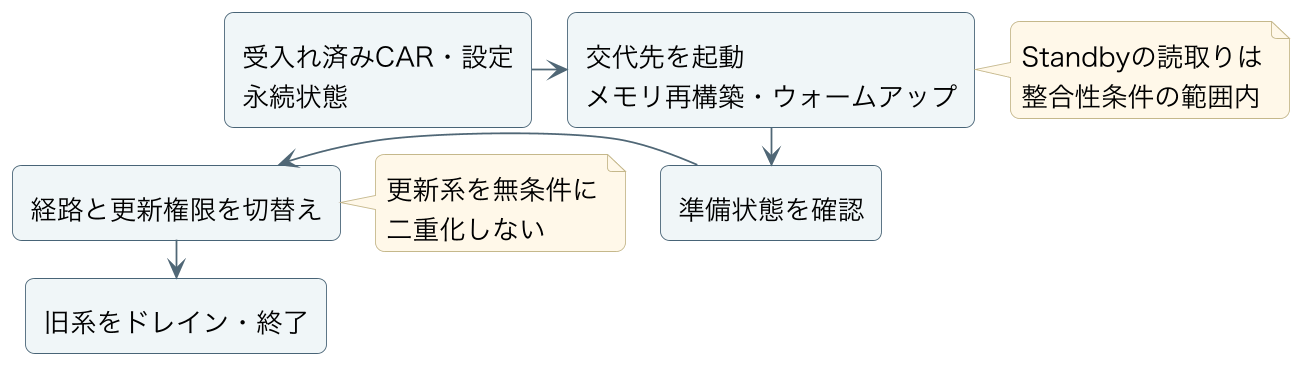 受入れ済みCAR・設定
永続状態
交代先を起動
メモリ再構築・ウォームアップ
Standbyの読取りは
整合性条件の範囲内
経路と更新権限を切替え
更新系を無条件に
二重化しない
準備状態を確認
旧系をドレイン・終了